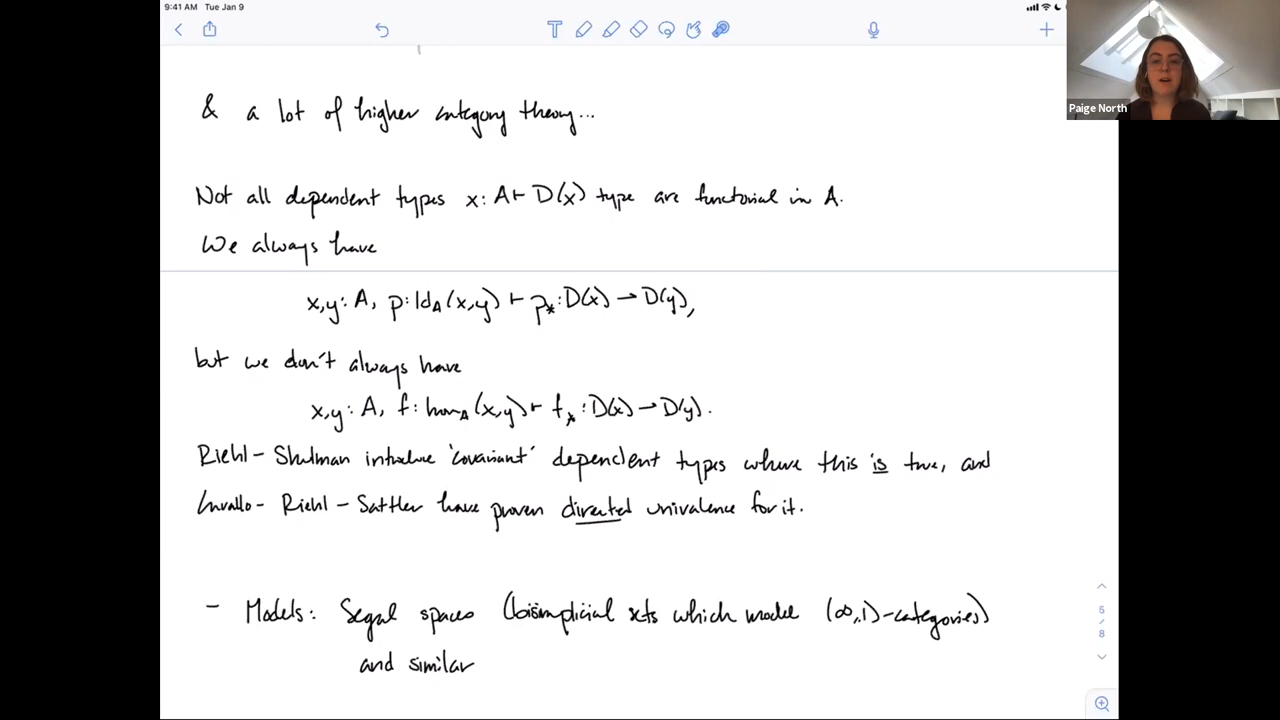 9:41 AM Tue Jan 9
Paige North
& a lot of higher category theory...
Not all dependent types x : A ⊢ D(x) type are functorial in A.
We always have
x,y : A, p : Id_A(x,y) ⊢ p_* : D(x) → D(y),
but we don't always have
x,y : A, f : hom_A(x,y) ⊢ f_* : D(x) → D(y).
Riehl - Shulman introduce 'covariant' dependent types where this is true, and
Cavallo - Riehl - Sattler have proven directed univalence for it.
- Models: Segal spaces (bisimplicial sets which model (∞,1)-categories)
and similar
5
/
8